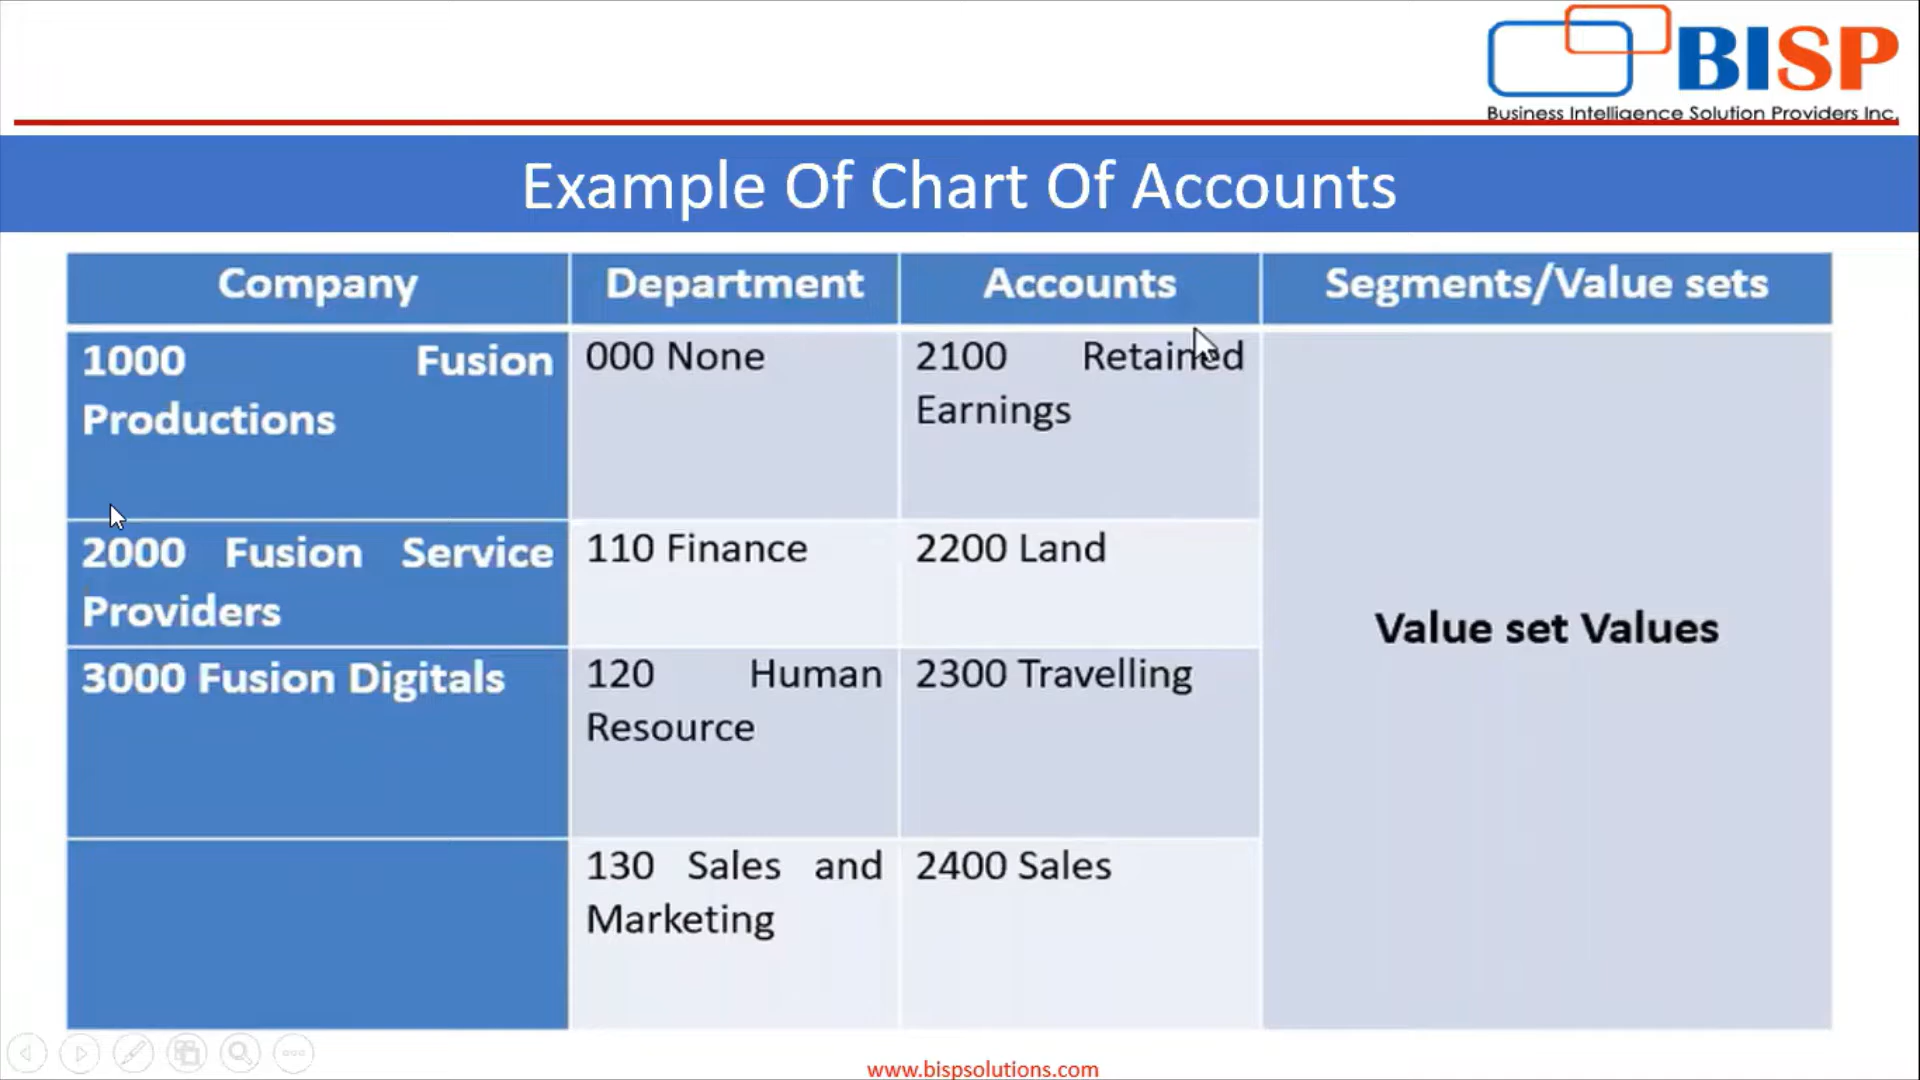 BISP
Business Intelligence Solution Providers Inc.
Example Of Chart Of Accounts
Company Department Accounts Segments/Value sets
1000 Fusion
Productions
000 None
2100 Retained
Earnings
2000 Fusion Service
Providers
110 Finance
2200 Land
3000 Fusion Digitals
120 Human
Resource
2300 Travelling
130 Sales and
Marketing
2400 Sales
Value set Values
www.bispsolutions.com